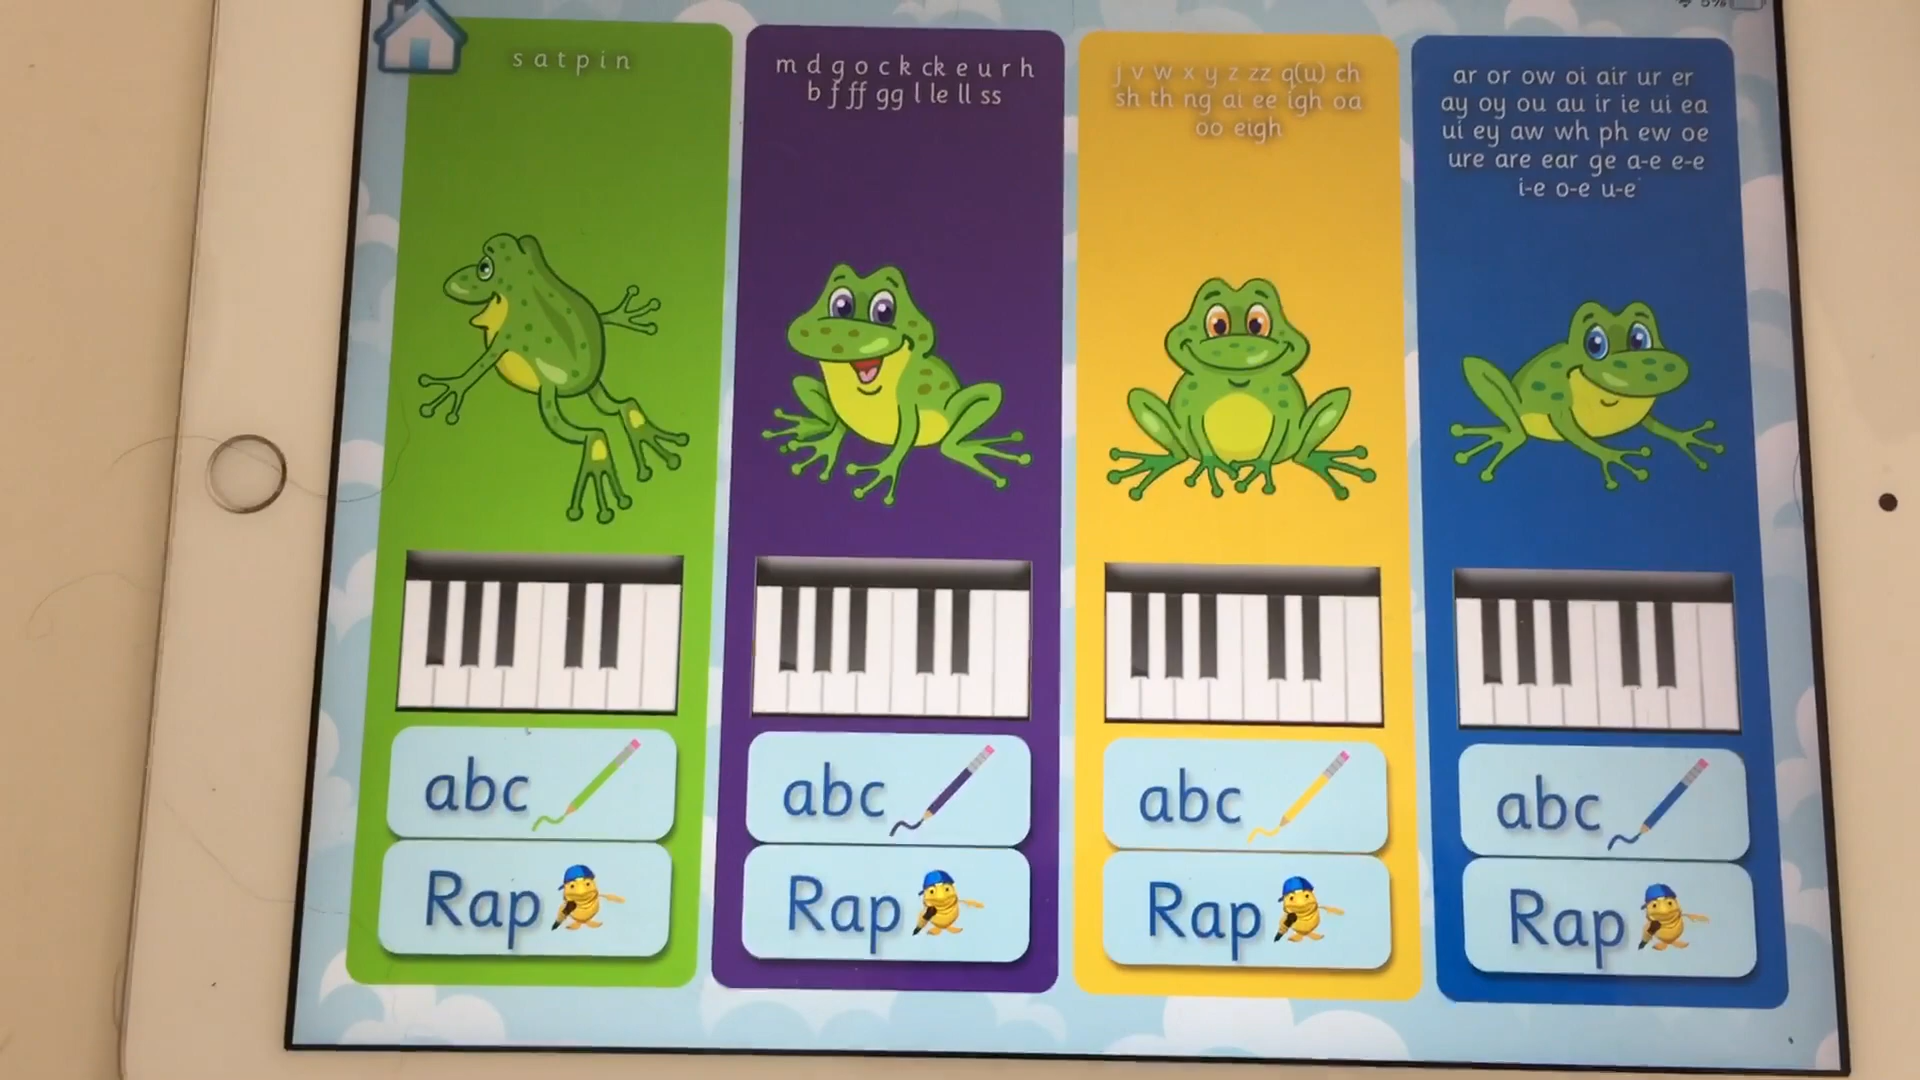 5%
s a t p i n
m d g o c k ck e u r h
b f ff gg l le ll ss
j v w x y z zz q(u) ch
sh th ng ai ee igh oa
oo eigh
ar or ow oi air ur er
ay oy ou au ir ie ui ea
ui ey aw wh ph ew oe
ure are ear ge a-e e-e
i-e o-e u-e
abc
abc
abc
abc
Rap
Rap
Rap
Rap